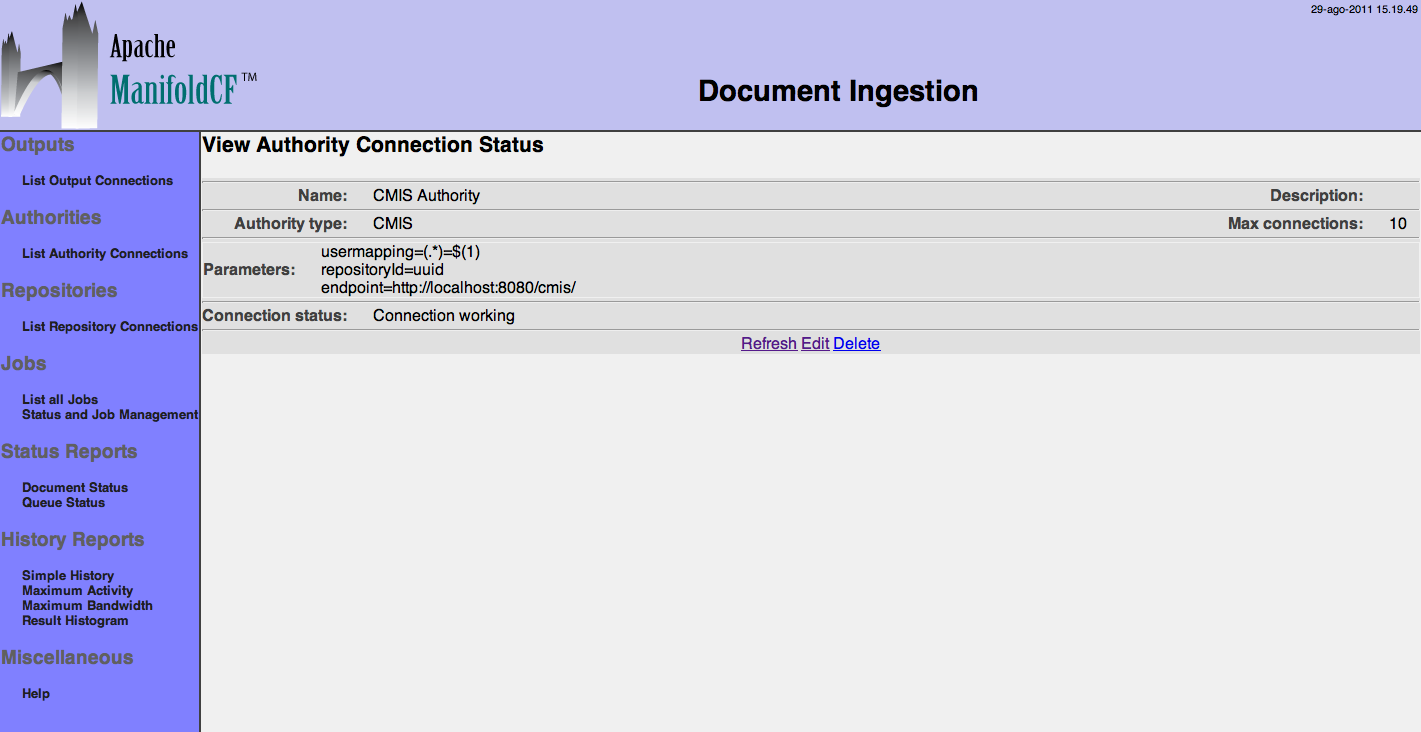 29-ago-2011 15.19.49
Apache
ManifoldCF™
Document Ingestion
Outputs
List Output Connections
Authorities
List Authority Connections
Repositories
List Repository Connections
Jobs
List all Jobs
Status and Job Management
Status Reports
Document Status
Queue Status
History Reports
Simple History
Maximum Activity
Maximum Bandwidth
Result Histogram
Miscellaneous
Help
View Authority Connection Status
Name: CMIS Authority Description:
Authority type: CMIS Max connections: 10
Parameters: usermapping=(.*)=$(1)
repositoryId=uuid
endpoint=http://localhost:8080/cmis/
Connection status: Connection working
Refresh Edit Delete